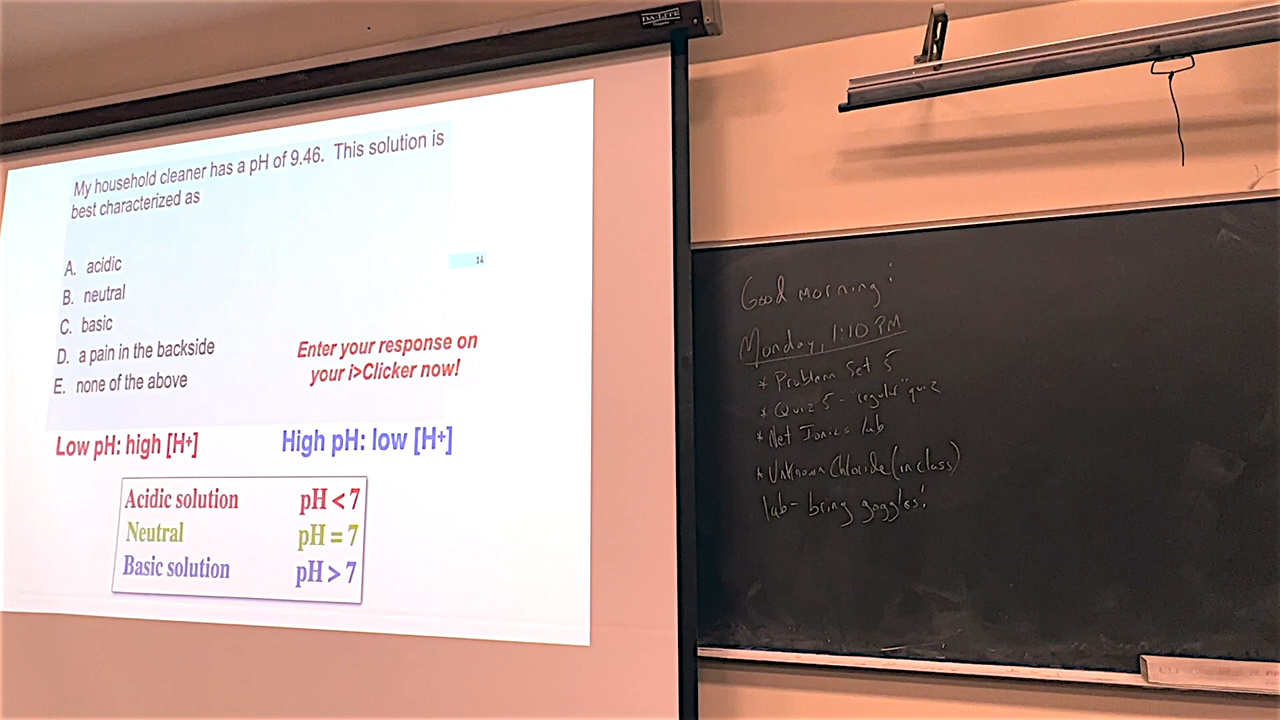 DA-LITE
My household cleaner has a pH of 9.46. This solution is
best characterized as
A. acidic
B. neutral
C. basic
D. a pain in the backside
E. none of the above
14
Enter your response on
your i>Clicker now!
Low pH: high [H+]
High pH: low [H+]
Acidic solution pH < 7
Neutral pH = 7
Basic solution pH > 7
Good morning!
Monday, 1:10 PM
* Problem Set 5
* Quiz 5 - "regular" quiz
* Net Ionics lab
* Unknown Chloride (in class)
lab - bring goggles!